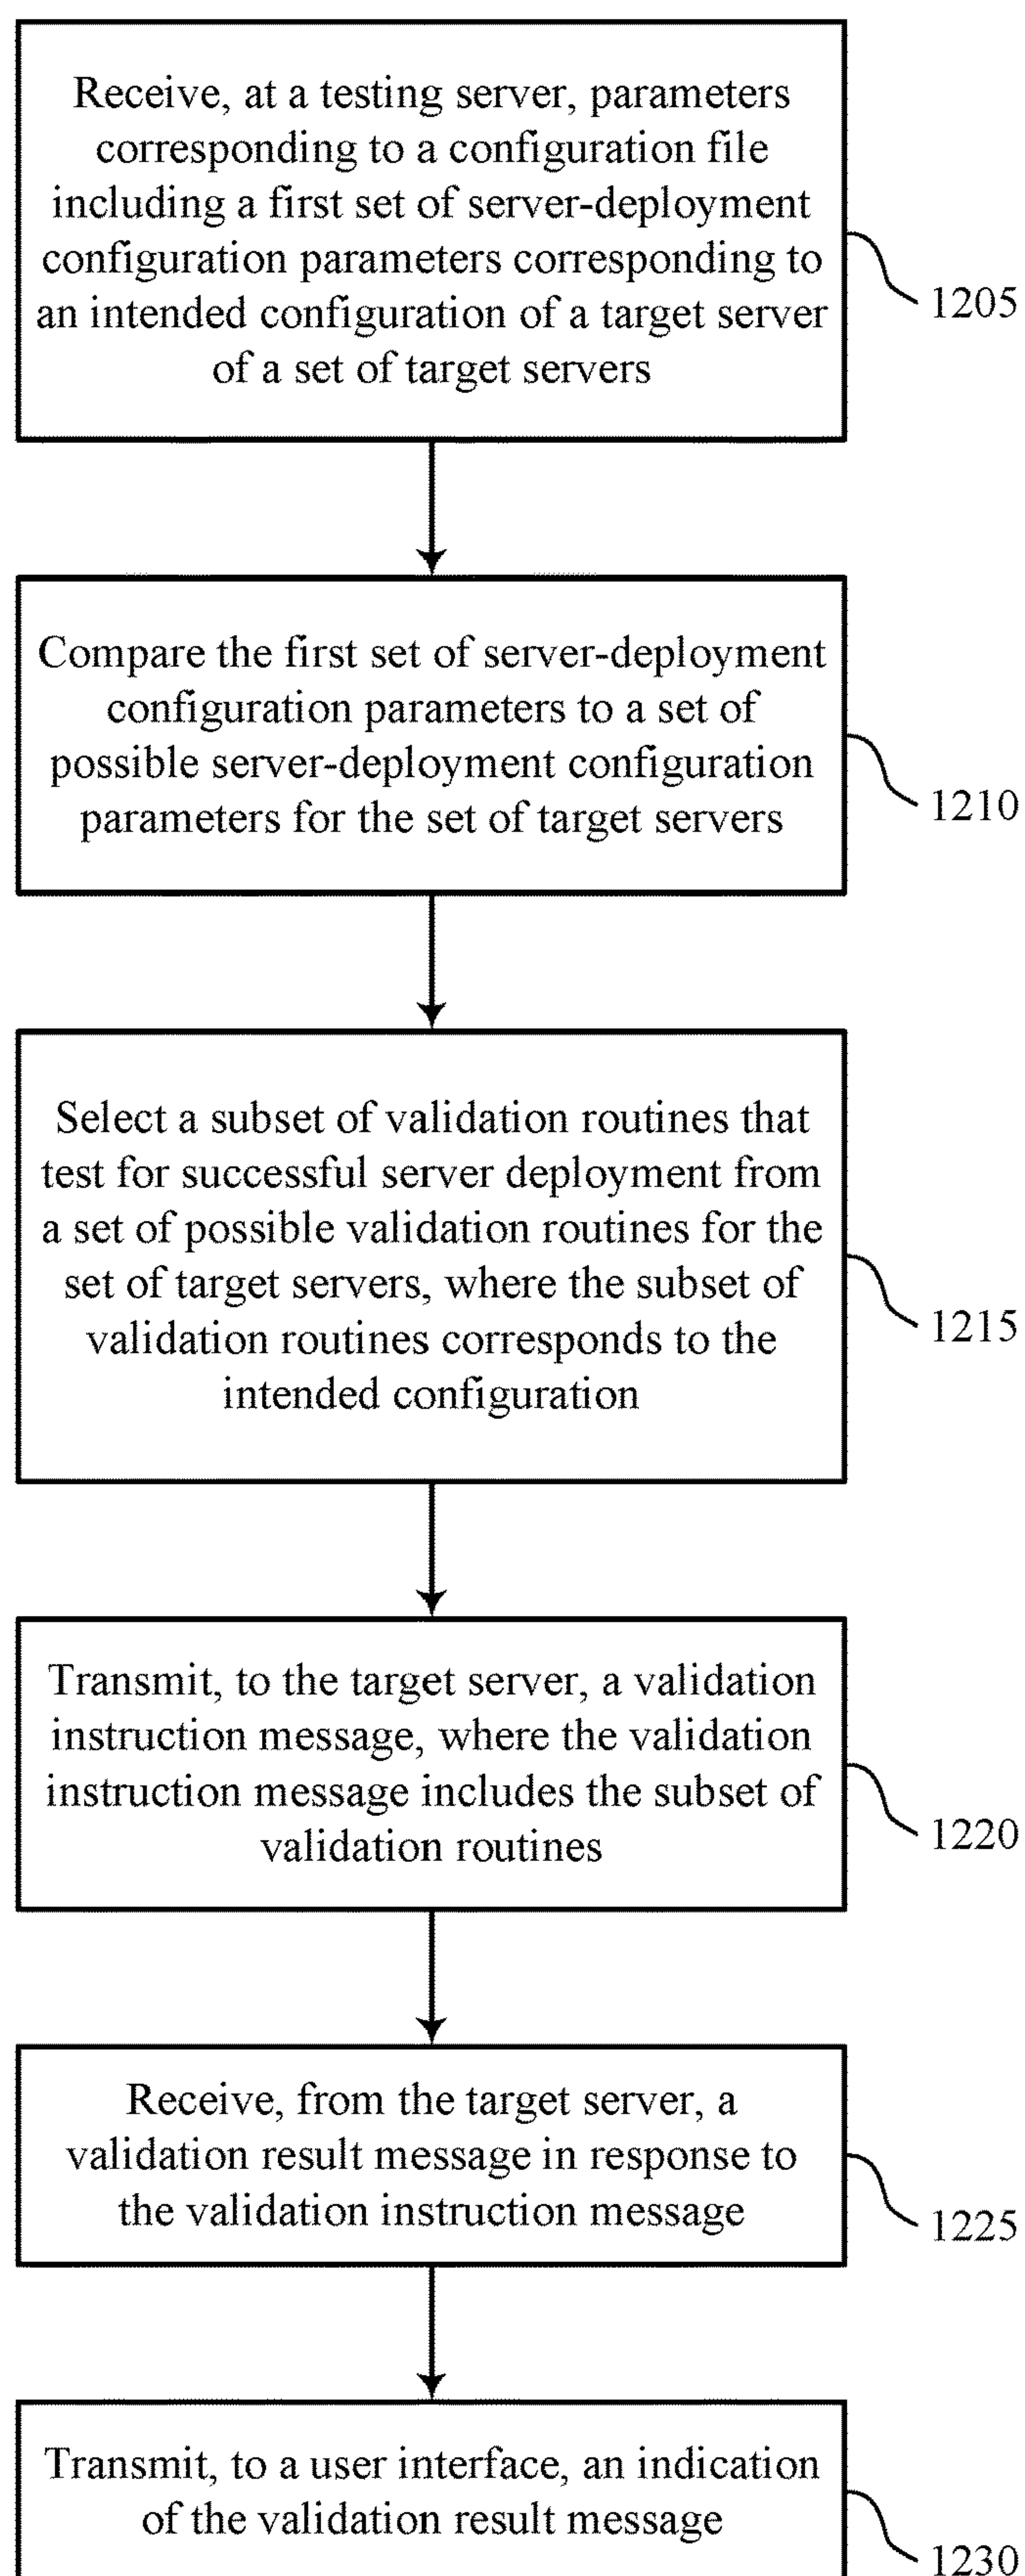 Receive, at a testing server, parameters
corresponding to a configuration file
including a first set of server-deployment
configuration parameters corresponding to
an intended configuration of a target server
of a set of target servers
1205
Compare the first set of server-deployment
configuration parameters to a set of
possible server-deployment configuration
parameters for the set of target servers
1210
Select a subset of validation routines that
test for successful server deployment from
a set of possible validation routines for the
set of target servers, where the subset of
validation routines corresponds to the
intended configuration
1215
Transmit, to the target server, a validation
instruction message, where the validation
instruction message includes the subset of
validation routines
1220
Receive, from the target server, a
validation result message in response to
the validation instruction message
1225
Transmit, to a user interface, an indication
of the validation result message
1230